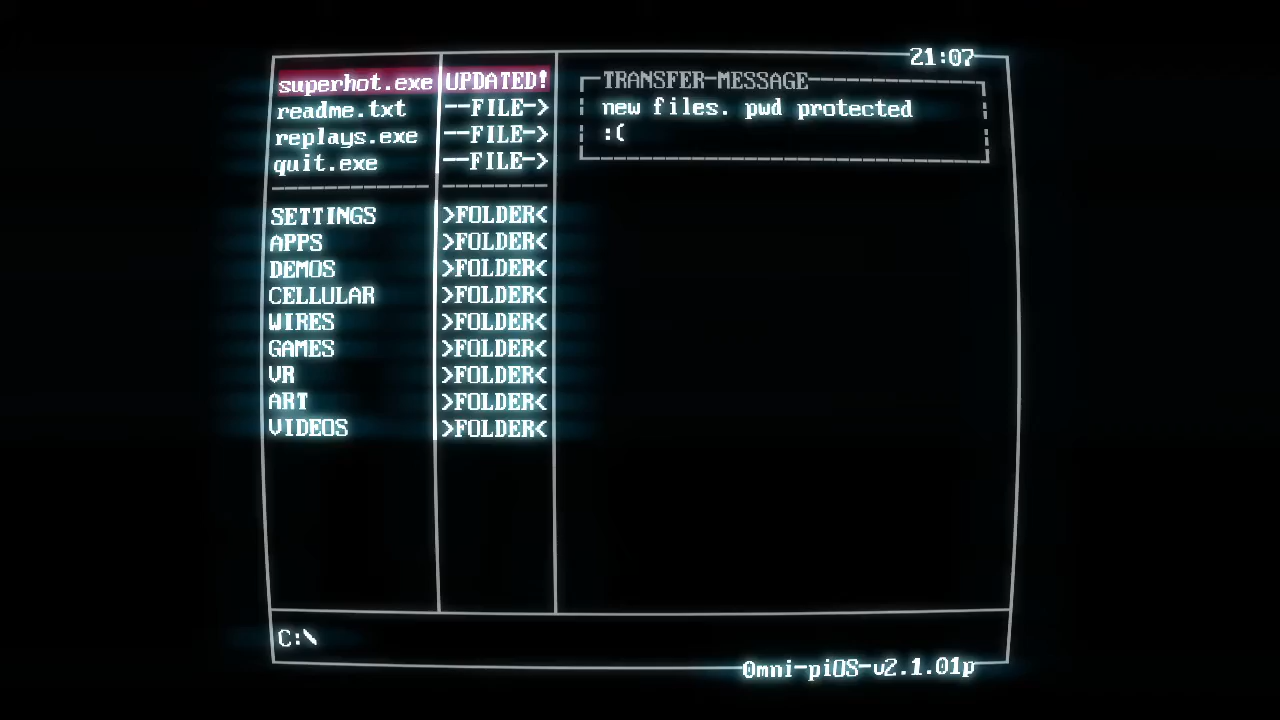 21:07
superhot.exe UPDATED!
readme.txt --FILE->
replays.exe --FILE->
quit.exe --FILE->
SETTINGS >FOLDER<
APPS >FOLDER<
DEMOS >FOLDER<
CELLULAR >FOLDER<
WIRES >FOLDER<
GAMES >FOLDER<
VR >FOLDER<
ART >FOLDER<
VIDEOS >FOLDER<
TRANSFER-MESSAGE
new files. pwd protected
:(
C:\
0mni-piOS-v2.1.01p